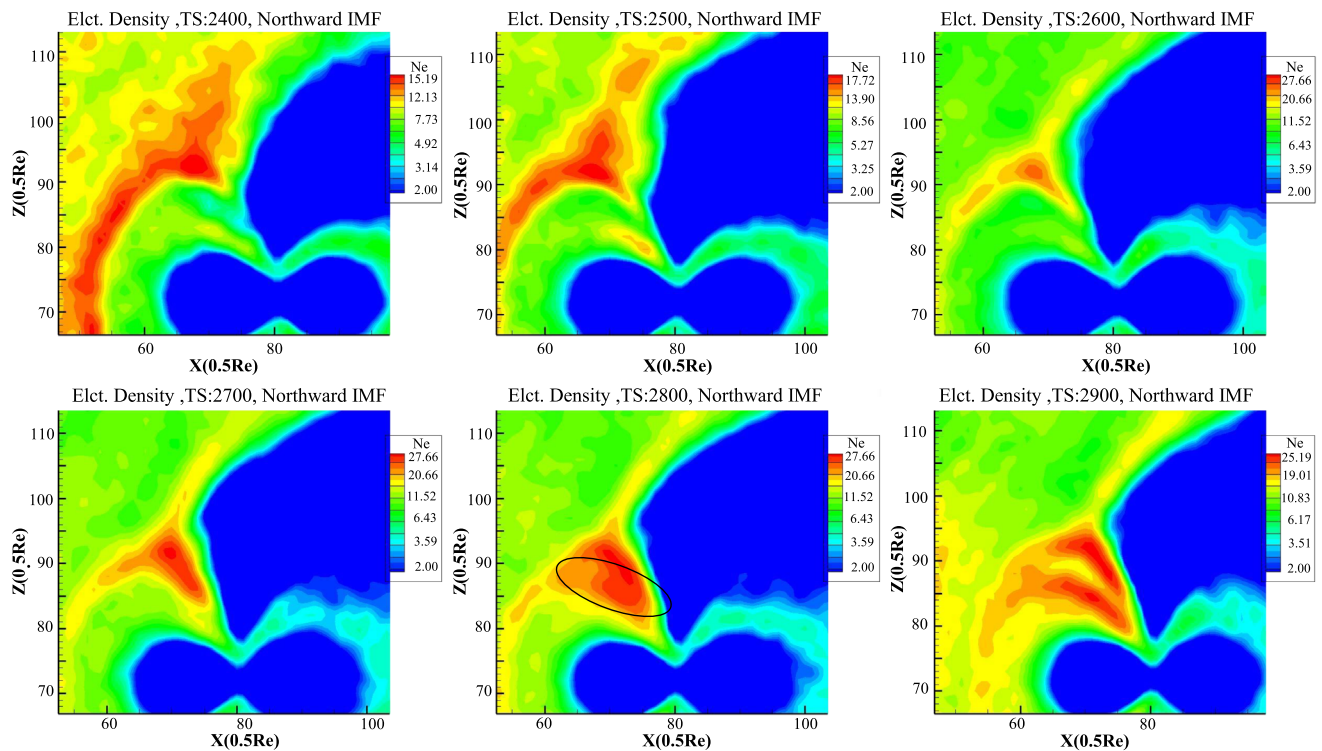 Elct. Density ,TS:2400, Northward IMF
Ne
15.19
12.13
7.73
4.92
3.14
2.00
110
100
90
80
70
Z(0.5Re)
60 80
X(0.5Re)
Elct. Density ,TS:2500, Northward IMF
Ne
17.72
13.90
8.56
5.27
3.25
2.00
110
100
90
80
70
Z(0.5Re)
60 80 100
X(0.5Re)
Elct. Density ,TS:2600, Northward IMF
Ne
27.66
20.66
11.52
6.43
3.59
2.00
110
100
90
80
70
Z(0.5Re)
60 80 100
X(0.5Re)
Elct. Density ,TS:2700, Northward IMF
Ne
27.66
20.66
11.52
6.43
3.59
2.00
110
100
90
80
70
Z(0.5Re)
60 80 100
X(0.5Re)
Elct. Density ,TS:2800, Northward IMF
Ne
27.66
20.66
11.52
6.43
3.59
2.00
110
100
90
80
70
Z(0.5Re)
60 80 100
X(0.5Re)
Elct. Density ,TS:2900, Northward IMF
Ne
25.19
19.01
10.83
6.17
3.51
2.00
110
100
90
80
70
Z(0.5Re)
60 80
X(0.5Re)